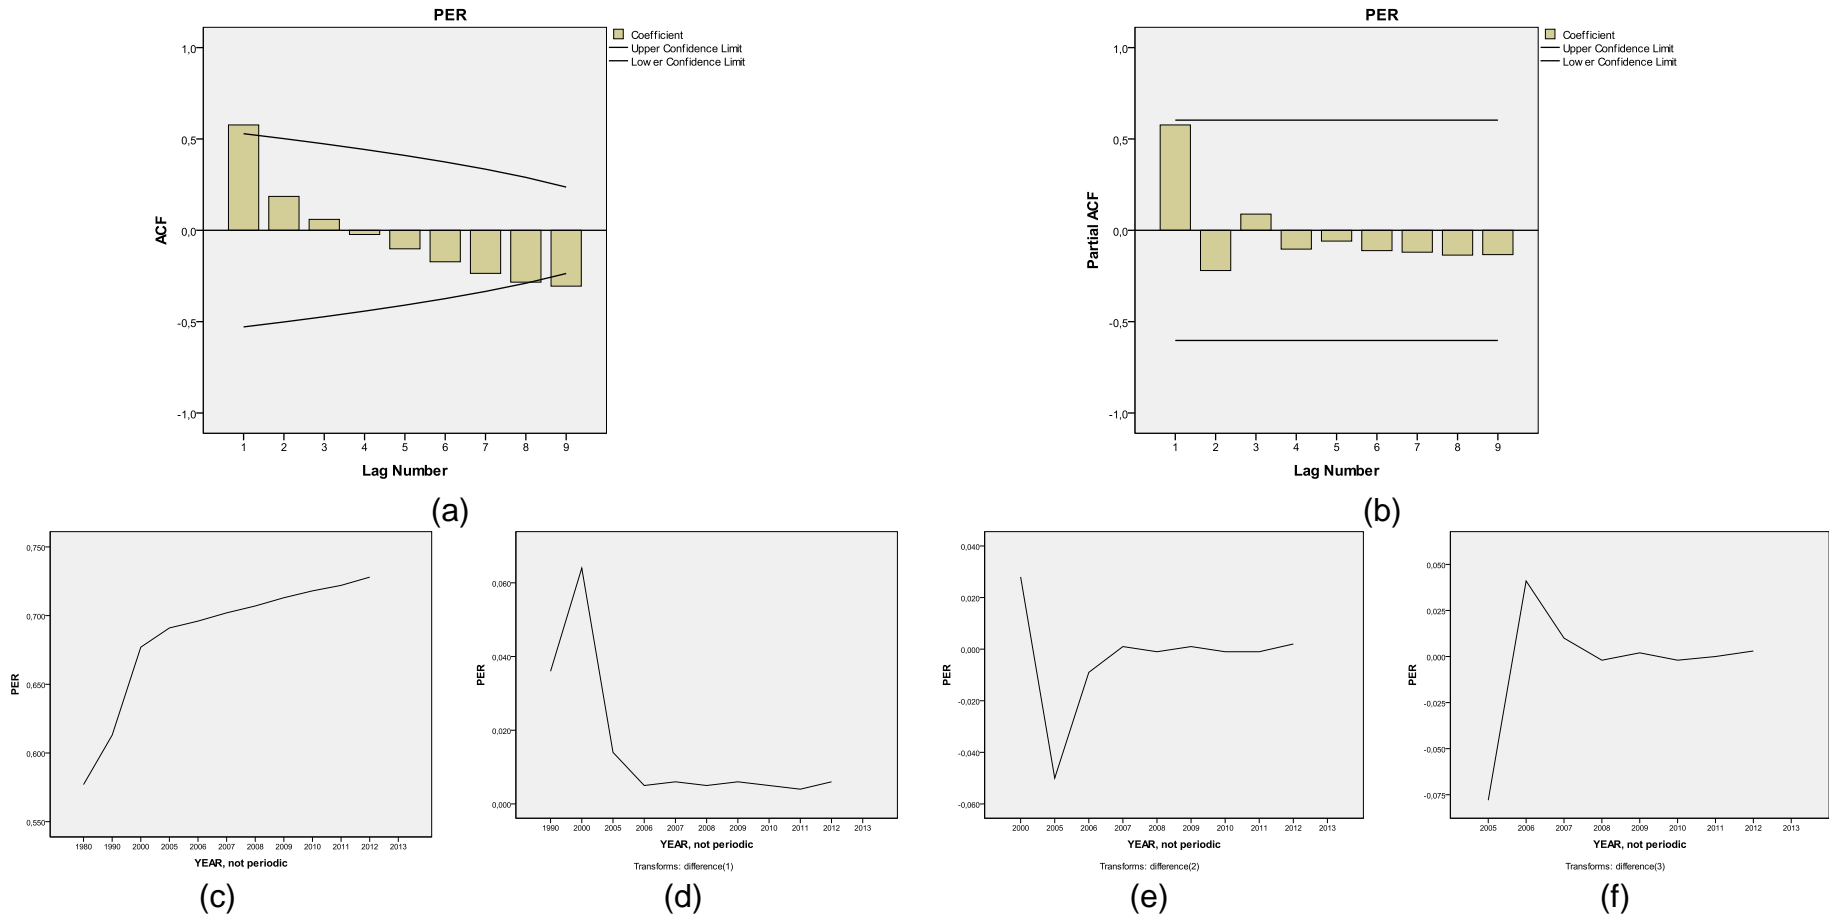 PER
Coefficient
Upper Confidence Limit
Lower Confidence Limit
1,0
0,5
0,0
-0,5
-1,0
ACF
1 2 3 4 5 6 7 8 9
Lag Number
(a)
PER
Coefficient
Upper Confidence Limit
Lower Confidence Limit
1,0
0,5
0,0
-0,5
-1,0
Partial ACF
1 2 3 4 5 6 7 8 9
Lag Number
(b)
0,750
0,700
0,650
0,600
0,550
PER
1980 1990 2000 2005 2006 2007 2008 2009 2010 2011 2012 2013
YEAR, not periodic
(c)
0,060
0,040
0,020
0,000
PER
1990 2000 2005 2006 2007 2008 2009 2010 2011 2012 2013
YEAR, not periodic
Transforms: difference(1)
(d)
0,040
0,020
0,000
-0,020
-0,040
-0,060
PER
2000 2005 2006 2007 2008 2009 2010 2011 2012 2013
YEAR, not periodic
Transforms: difference(2)
(e)
0,050
0,025
0,000
-0,025
-0,050
-0,075
PER
2005 2006 2007 2008 2009 2010 2011 2012 2013
YEAR, not periodic
Transforms: difference(3)
(f)